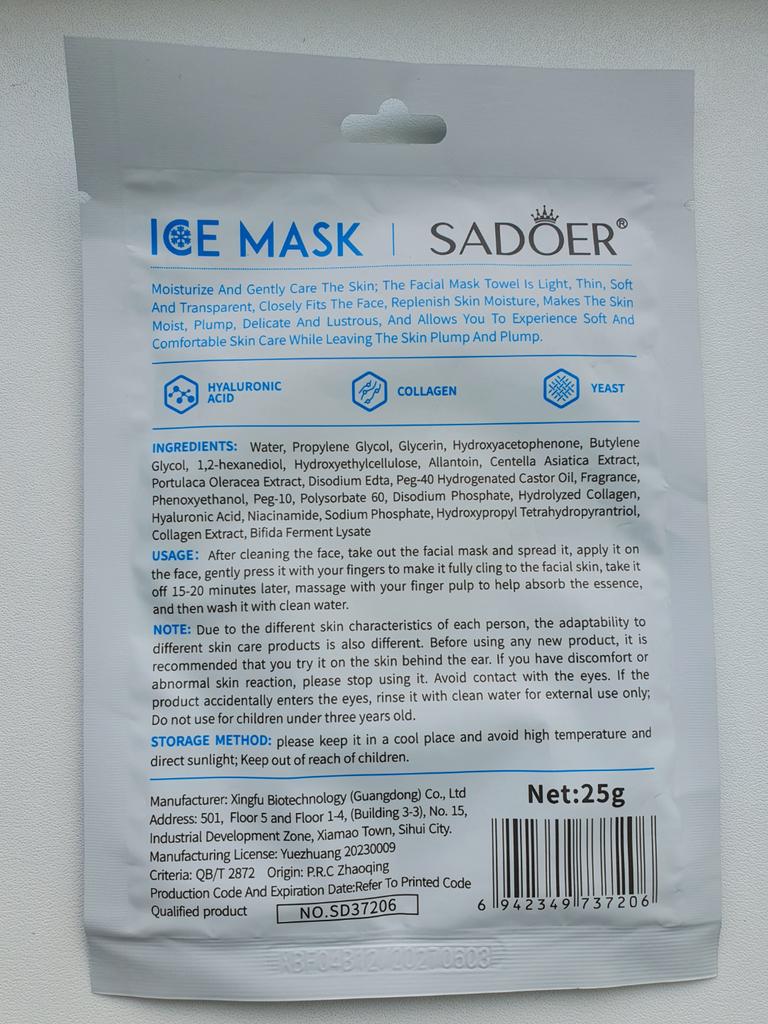 ICE MASK | SADOER®
Moisturize And Gently Care The Skin; The Facial Mask Towel Is Light, Thin, Soft
And Transparent, Closely Fits The Face, Replenish Skin Moisture, Makes The Skin
Moist, Plump, Delicate And Lustrous, And Allows You To Experience Soft And
Comfortable Skin Care While Leaving The Skin Plump And Plump.
HYALURONIC
ACID
COLLAGEN
YEAST
INGREDIENTS: Water, Propylene Glycol, Glycerin, Hydroxyacetophenone, Butylene
Glycol, 1,2-hexanediol, Hydroxyethylcellulose, Allantoin, Centella Asiatica Extract,
Portulaca Oleracea Extract, Disodium Edta, Peg-40 Hydrogenated Castor Oil, Fragrance,
Phenoxyethanol, Peg-10, Polysorbate 60, Disodium Phosphate, Hydrolyzed Collagen,
Hyaluronic Acid, Niacinamide, Sodium Phosphate, Hydroxypropyl Tetrahydropyrantriol,
Collagen Extract, Bifida Ferment Lysate
USAGE: After cleaning the face, take out the facial mask and spread it, apply it on
the face, gently press it with your fingers to make it fully cling to the facial skin, take it
off 15-20 minutes later, massage with your finger pulp to help absorb the essence,
and then wash it with clean water.
NOTE: Due to the different skin characteristics of each person, the adaptability to
different skin care products is also different. Before using any new product, it is
recommended that you try it on the skin behind the ear. If you have discomfort or
abnormal skin reaction, please stop using it. Avoid contact with the eyes. If the
product accidentally enters the eyes, rinse it with clean water for external use only;
Do not use for children under three years old.
STORAGE METHOD: please keep it in a cool place and avoid high temperature and
direct sunlight; Keep out of reach of children.
Manufacturer: Xingfu Biotechnology (Guangdong) Co., Ltd
Address: 501, Floor 5 and Floor 1-4, (Building 3-3), No. 15,
Industrial Development Zone, Xiamao Town, Sihui City.
Manufacturing License: Yuezhuang 20230009
Criteria: QB/T 2872 Origin: P.R.C Zhaoqing
Production Code And Expiration Date:Refer To Printed Code
Qualified product NO.SD37206
Net:25g
6 942349 737206